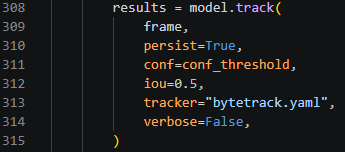 308 results = model.track(
309 frame,
310 persist=True,
311 conf=conf_threshold,
312 iou=0.5,
313 tracker="bytetrack.yaml",
314 verbose=False,
315 )